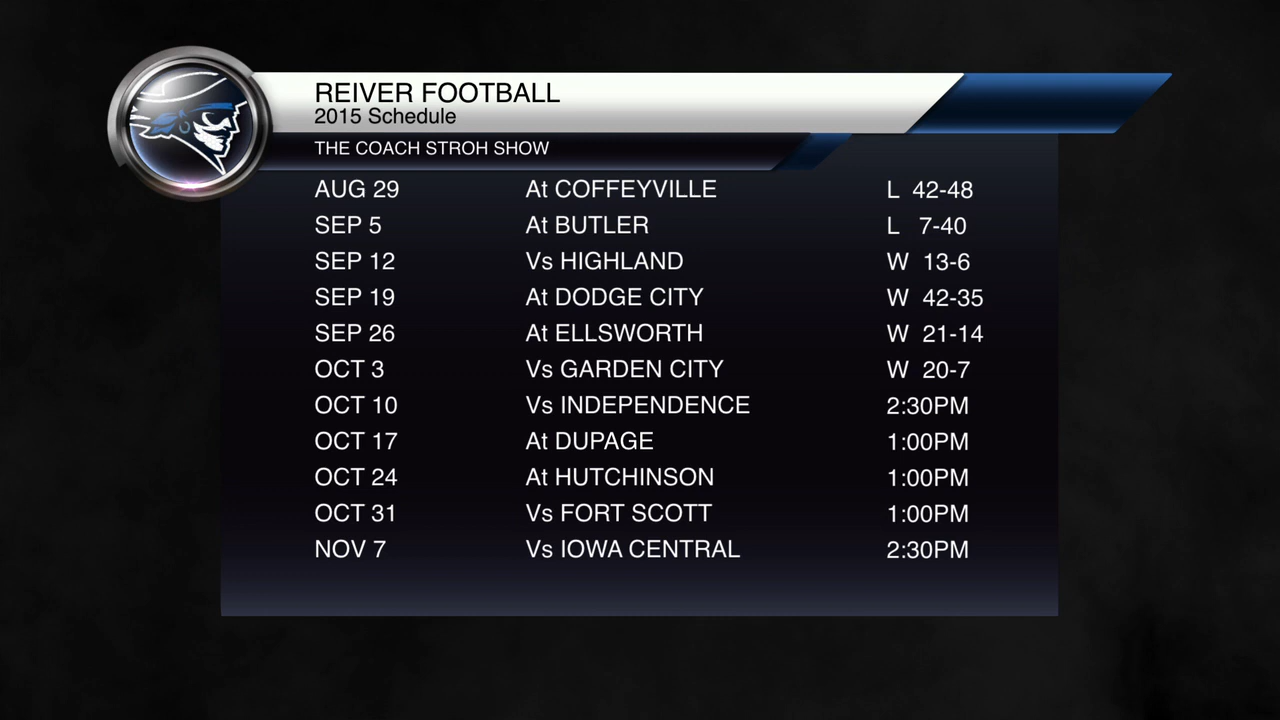 REIVER FOOTBALL
2015 Schedule
THE COACH STROH SHOW
AUG 29 At COFFEYVILLE L 42-48
SEP 5 At BUTLER L 7-40
SEP 12 Vs HIGHLAND W 13-6
SEP 19 At DODGE CITY W 42-35
SEP 26 At ELLSWORTH W 21-14
OCT 3 Vs GARDEN CITY W 20-7
OCT 10 Vs INDEPENDENCE 2:30PM
OCT 17 At DUPAGE 1:00PM
OCT 24 At HUTCHINSON 1:00PM
OCT 31 Vs FORT SCOTT 1:00PM
NOV 7 Vs IOWA CENTRAL 2:30PM